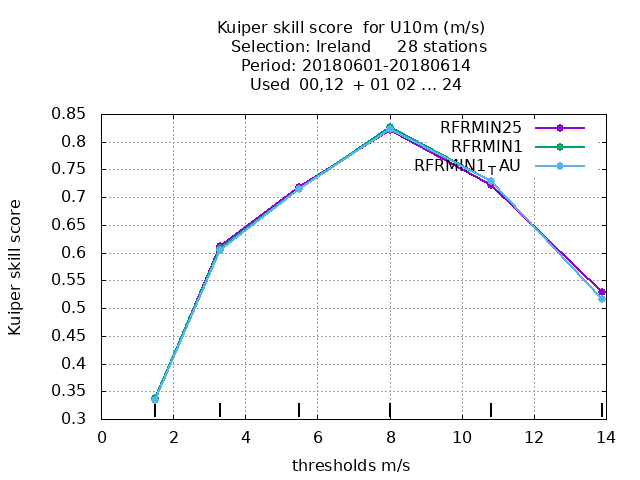 Kuiper skill score  for U10m (m/s)
Selection: Ireland     28 stations
Period: 20180601-20180614
Used  00,12  + 01 02 ... 24
0.85
0.8
0.75
0.7
0.65
0.6
0.55
0.5
0.45
0.4
0.35
0.3
Kuiper skill score
RFRMIN25
RFRMIN1
RFRMIN1TAU
0 2 4 6 8 10 12 14
thresholds m/s